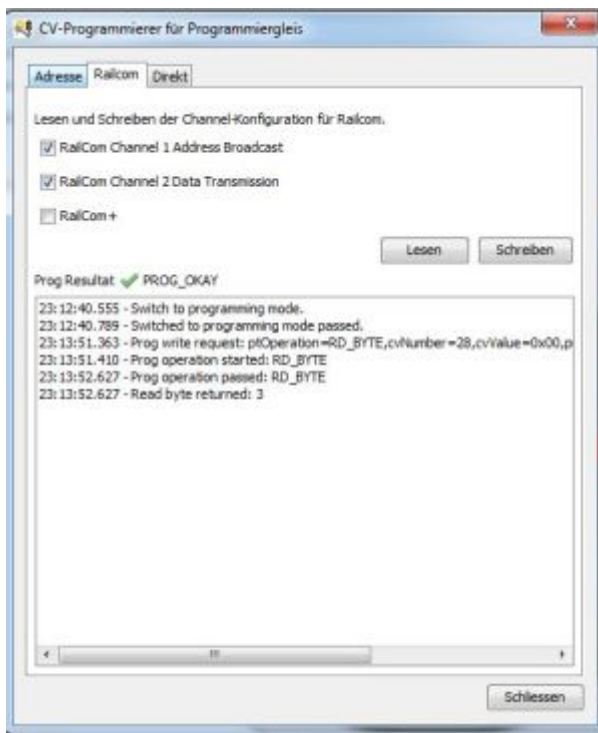 CV-Programmierer für Programmiergleis
Adresse Railcom Direkt
Lesen und Schreiben der Channel-Konfiguration für Railcom.
RailCom Channel 1 Address Broadcast
RailCom Channel 2 Data Transmission
RailCom+
Lesen Schreiben
Prog Resultat PROG_OKAY
23:12:40.555 - Switch to programming mode.
23:12:40.789 - Switched to programming mode passed.
23:13:51.363 - Prog write request: ptOperation=RD_BYTE,cvNumber=28,cvValue=0x00,p
23:13:51.410 - Prog operation started: RD_BYTE
23:13:52.627 - Prog operation passed: RD_BYTE
23:13:52.627 - Read byte returned: 3
Schliessen